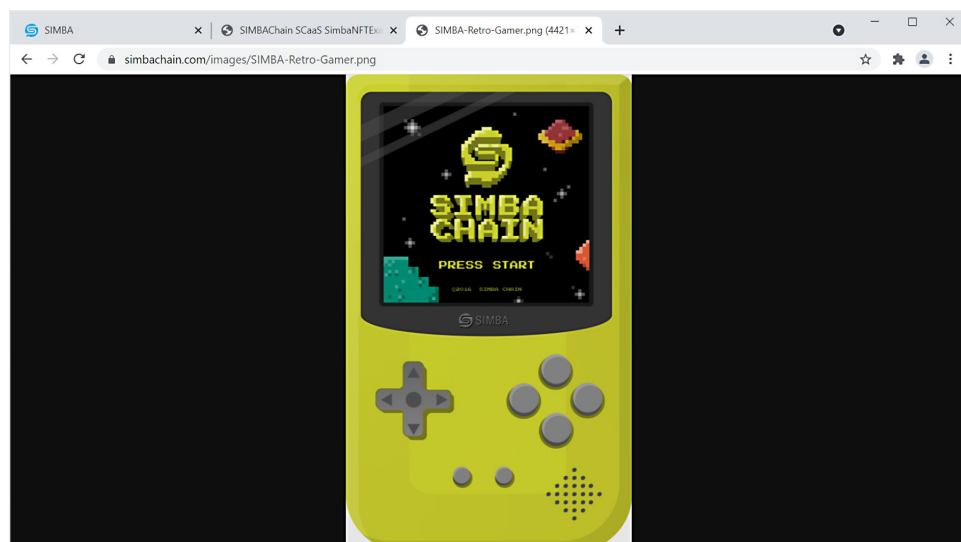 SIMBA
SIMBAChain SCaaS SimbaNFTExa
SIMBA-Retro-Gamer.png (4421×
simbachain.com/images/SIMBA-Retro-Gamer.png
SIMBA
CHAIN
PRESS START
©2016 SIMBA CHAIN
SIMBA